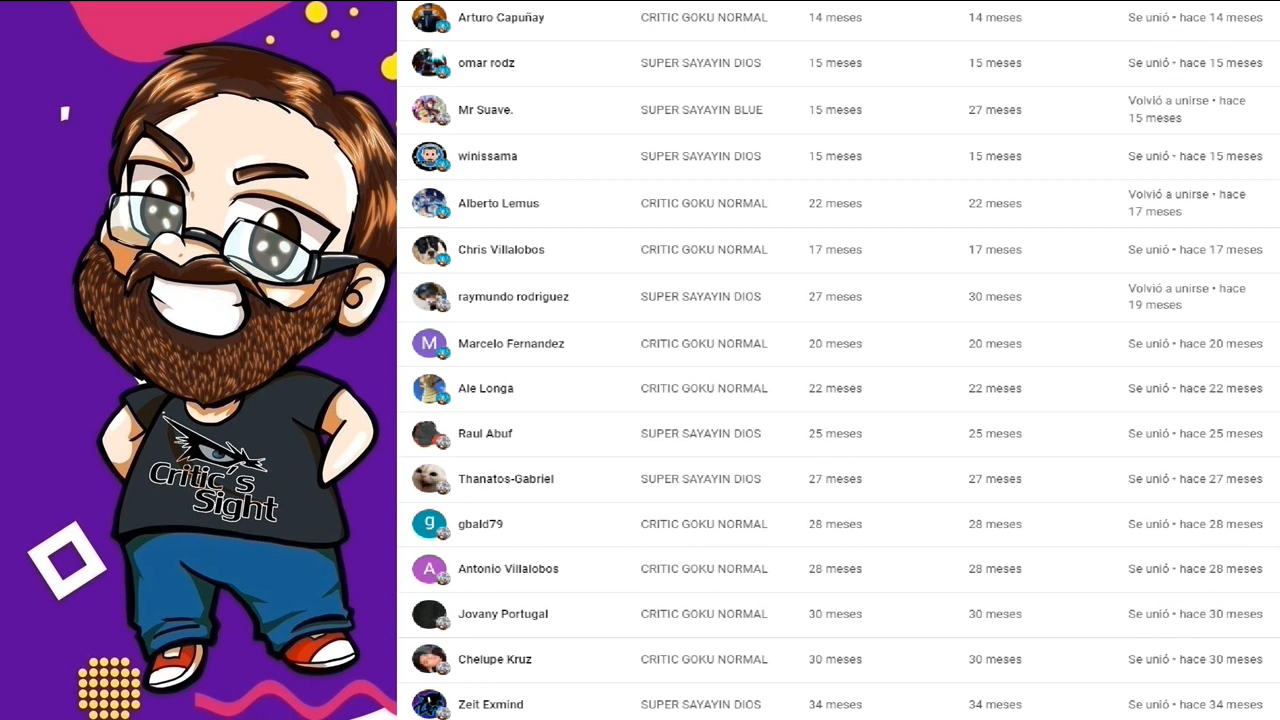 Critic's
Sight
Arturo Capuñay CRITIC GOKU NORMAL 14 meses 14 meses Se unió • hace 14 meses
omar rodz SUPER SAYAYIN DIOS 15 meses 15 meses Se unió • hace 15 meses
Mr Suave. SUPER SAYAYIN BLUE 15 meses 27 meses Volvió a unirse • hace
15 meses
winissama SUPER SAYAYIN DIOS 15 meses 15 meses Se unió • hace 15 meses
Alberto Lemus CRITIC GOKU NORMAL 22 meses 22 meses Volvió a unirse • hace
17 meses
Chris Villalobos CRITIC GOKU NORMAL 17 meses 17 meses Se unió • hace 17 meses
raymundo rodriguez SUPER SAYAYIN DIOS 27 meses 30 meses Volvió a unirse • hace
19 meses
M Marcelo Fernandez CRITIC GOKU NORMAL 20 meses 20 meses Se unió • hace 20 meses
Ale Longa CRITIC GOKU NORMAL 22 meses 22 meses Se unió • hace 22 meses
Raul Abuf SUPER SAYAYIN DIOS 25 meses 25 meses Se unió • hace 25 meses
Thanatos-Gabriel SUPER SAYAYIN DIOS 27 meses 27 meses Se unió • hace 27 meses
g gbald79 CRITIC GOKU NORMAL 28 meses 28 meses Se unió • hace 28 meses
A Antonio Villalobos CRITIC GOKU NORMAL 28 meses 28 meses Se unió • hace 28 meses
Jovany Portugal CRITIC GOKU NORMAL 30 meses 30 meses Se unió • hace 30 meses
Chelupe Kruz CRITIC GOKU NORMAL 30 meses 30 meses Se unió • hace 30 meses
Zeit Exmind SUPER SAYAYIN DIOS 34 meses 34 meses Se unió • hace 34 meses